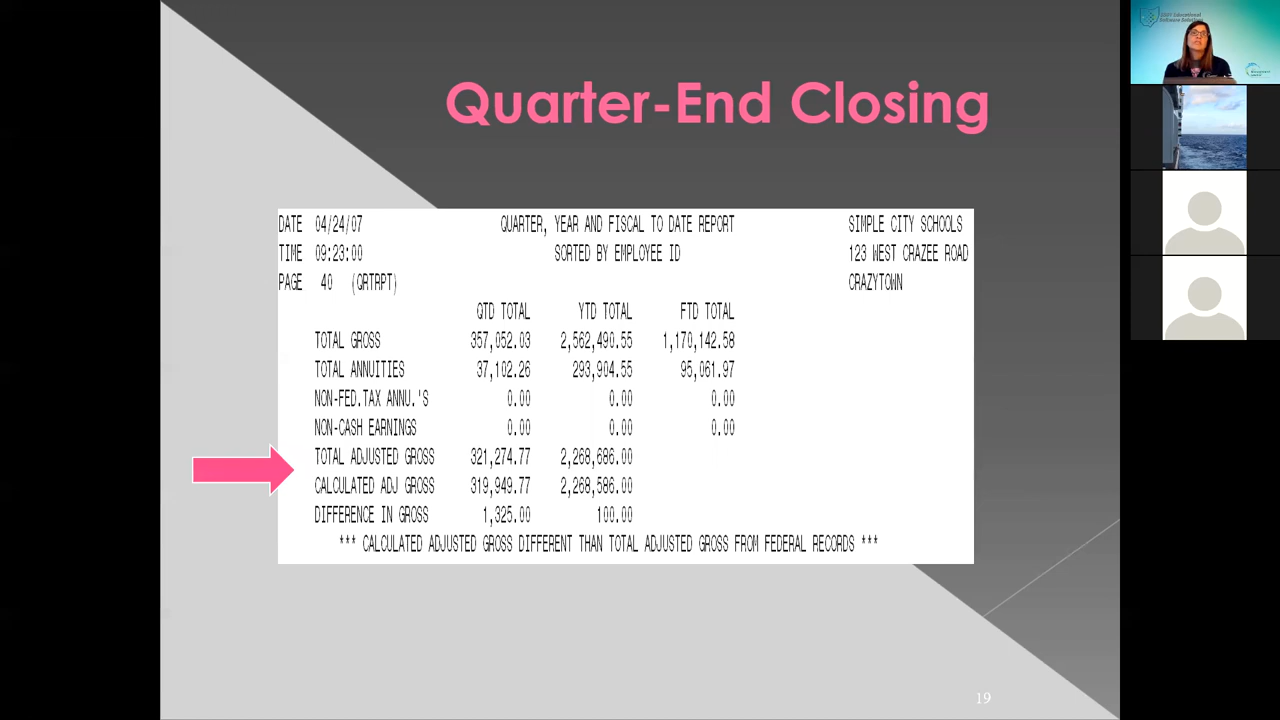 Quarter-End Closing
DATE 04/24/07 QUARTER, YEAR AND FISCAL TO DATE REPORT SIMPLE CITY SCHOOLS
TIME 09:23:00 SORTED BY EMPLOYEE ID 123 WEST CRAZEE ROAD
PAGE 40 (QRTRPT) CRAZYTOWN
QTD TOTAL YTD TOTAL FTD TOTAL
TOTAL GROSS 357,052.03 2,562,490.55 1,170,142.58
TOTAL ANNUITIES 37,102.26 293,904.55 95,061.97
NON-FED.TAX ANNU.'S 0.00 0.00 0.00
NON-CASH EARNINGS 0.00 0.00 0.00
TOTAL ADJUSTED GROSS 321,274.77 2,268,686.00
CALCULATED ADJ GROSS 319,949.77 2,268,586.00
DIFFERENCE IN GROSS 1,325.00 100.00
*** CALCULATED ADJUSTED GROSS DIFFERENT THAN TOTAL ADJUSTED GROSS FROM FEDERAL RECORDS ***
19
Educational
Software Solutions